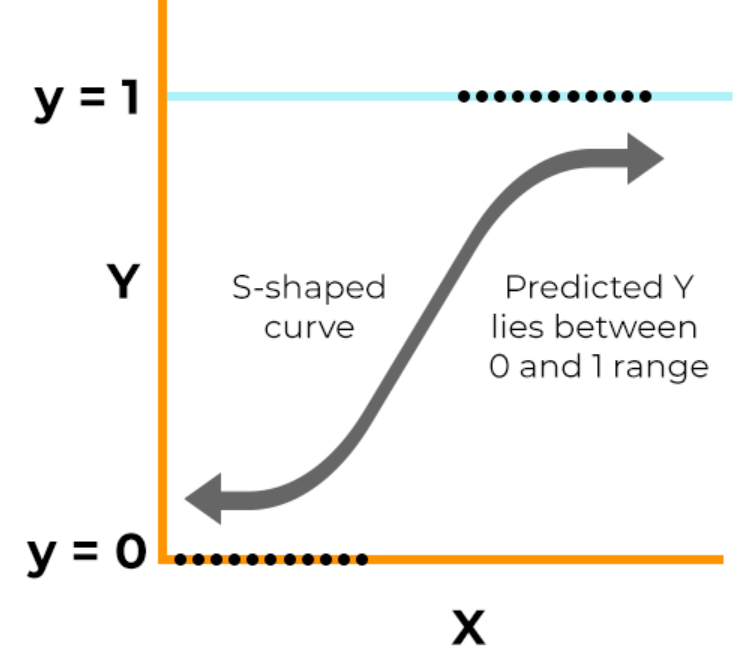 y = 1
Y
S-shaped
curve
Predicted Y
lies between
0 and 1 range
y = 0
X